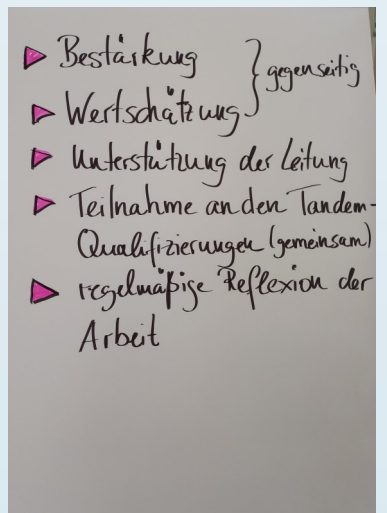 Bestärkung
gegenseitig
Wertschätzung
Unterstützung der Leitung
Teilnahme an den Tandem-
Qualifizierungen (gemeinsam)
regelmäßige Reflexion der
Arbeit